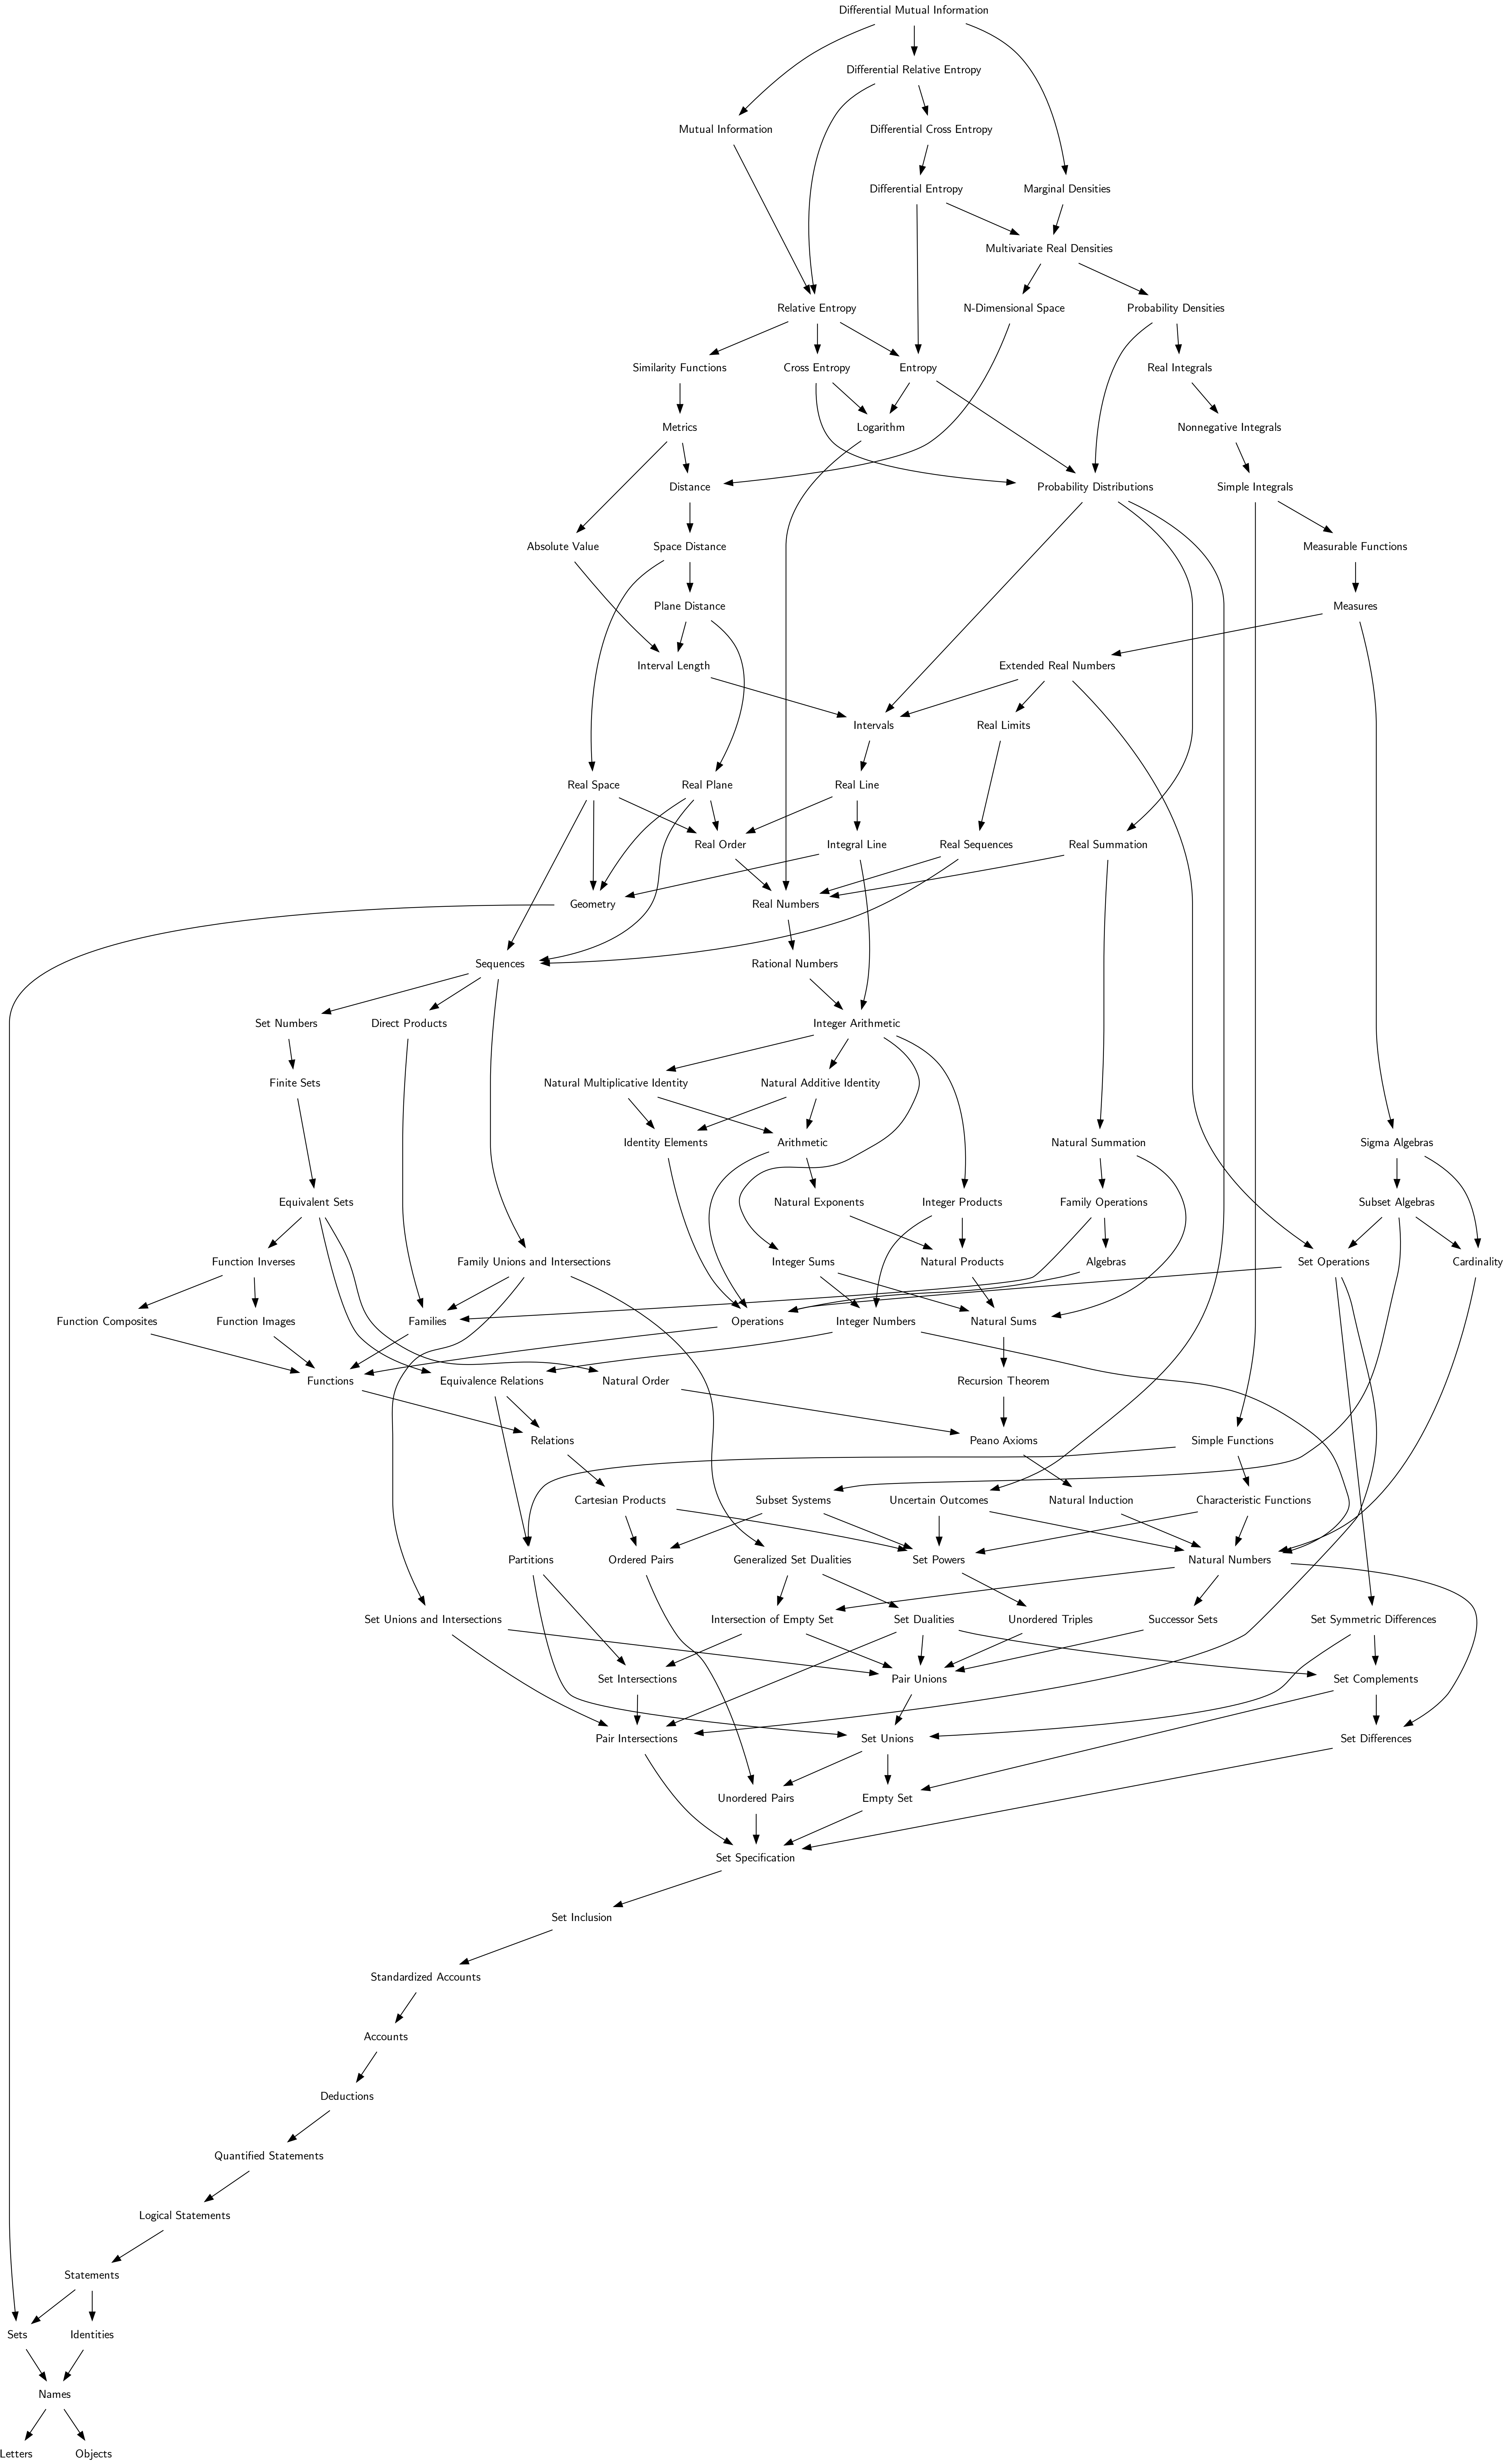 Differential Mutual Information
Differential Relative Entropy
Mutual Information
Differential Cross Entropy
Differential Entropy
Marginal Densities
Multivariate Real Densities
Relative Entropy
N-Dimensional Space
Probability Densities
Similarity Functions
Cross Entropy
Entropy
Real Integrals
Metrics
Logarithm
Nonnegative Integrals
Distance
Probability Distributions
Simple Integrals
Absolute Value
Space Distance
Measurable Functions
Plane Distance
Measures
Interval Length
Extended Real Numbers
Intervals
Real Limits
Real Space
Real Plane
Real Line
Real Order
Integral Line
Real Sequences
Real Summation
Geometry
Real Numbers
Sequences
Rational Numbers
Set Numbers
Direct Products
Integer Arithmetic
Finite Sets
Natural Multiplicative Identity
Natural Additive Identity
Identity Elements
Arithmetic
Natural Summation
Sigma Algebras
Equivalent Sets
Natural Exponents
Integer Products
Family Operations
Subset Algebras
Function Inverses
Family Unions and Intersections
Integer Sums
Natural Products
Algebras
Set Operations
Cardinality
Function Composites
Function Images
Families
Operations
Integer Numbers
Natural Sums
Functions
Equivalence Relations
Natural Order
Recursion Theorem
Relations
Peano Axioms
Simple Functions
Cartesian Products
Subset Systems
Uncertain Outcomes
Natural Induction
Characteristic Functions
Partitions
Ordered Pairs
Generalized Set Dualities
Set Powers
Natural Numbers
Set Unions and Intersections
Intersection of Empty Set
Set Dualities
Unordered Triples
Successor Sets
Set Symmetric Differences
Set Intersections
Pair Unions
Set Complements
Pair Intersections
Set Unions
Set Differences
Unordered Pairs
Empty Set
Set Specification
Set Inclusion
Standardized Accounts
Accounts
Deductions
Quantified Statements
Logical Statements
Statements
Sets
Identities
Names
Letters
Objects